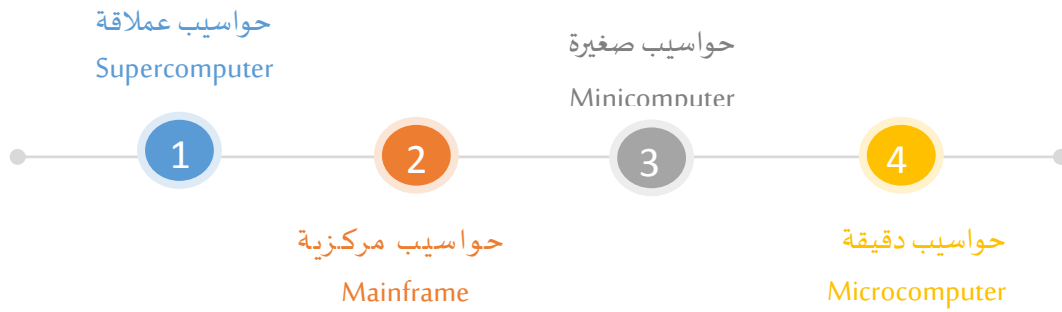 حواسيب عملاقة
Supercomputer
حواسيب صغيرة
Minicomputer
1
2
3
4
حواسيب مركزية
Mainframe
حواسيب دقيقة
Microcomputer